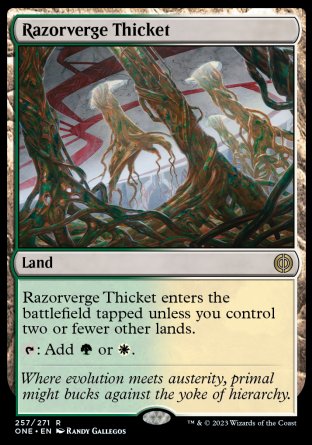 Razorverge Thicket
Land
Razorverge Thicket enters the
battlefield tapped unless you control
two or fewer other lands.
: Add or .
Where evolution meets austerity, primal
might bucks against the yoke of hierarchy.
257/271 R
ONE • EN Randy Gallegos
™ & © 2023 Wizards of the Coast